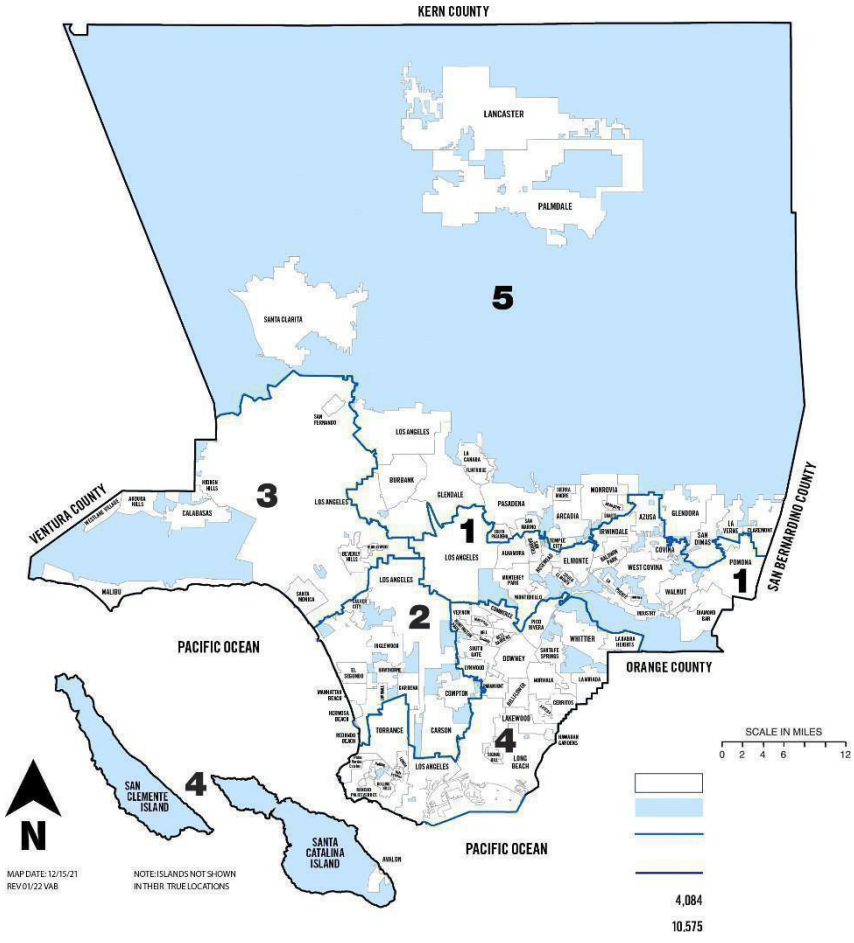 KERN COUNTY
LANCASTER
PALMDALE
5
SANTA CLARITA
SAN
FERNANDO
LOS ANGELES
LA
CANADA
FLINTRIDGE
BURBANK
3
LOS ANGELES
GLENDALE
VENTURA COUNTY
HIDDEN
HILLS
AGOURA
HILLS
WESTLAKE VILLAGE
CALABASAS
PASADENA
SIERRA
MADRE
MONROVIA
ARCADIA
AZUSA
GLENDORA
LA
VERNE
CLAREMONT
SAN BERNARDINO COUNTY
SAN
MARINO
SOUTH
PASADENA
1
IRWINDALE
SAN
DIMAS
TEMPLE
CITY
COVINA
BEVERLY
HILLS
LOS ANGELES
ALHAMBRA
ROSEMEAD
EL MONTE
BALDWIN
PARK
WEST COVINA
POMONA
1
MONTEREY
PARK
WALNUT
MALIBU
SANTA
MONICA
LOS ANGELES
CULVER
CITY
2
MONTEBELLO
INDUSTRY
DIAMOND
BAR
VERNON
COMMERCE
PICO
RIVERA
WHITTIER
LA HABRA
HEIGHTS
PACIFIC OCEAN
INGLEWOOD
SOUTH
GATE
DOWNEY
SANTA FE
SPRINGS
ORANGE COUNTY
EL
SEGUNDO
HAWTHORNE
LYNWOOD
NORWALK
LA MIRADA
MANHATTAN
BEACH
GARDENA
COMPTON
BELLFLOWER
CERRITOS
HERMOSA
BEACH
LAKEWOOD
REDONDO
BEACH
TORRANCE
CARSON
4
HAWAIIAN
GARDENS
LOS ANGELES
SIGNAL
HILL
LONG
BEACH
ROLLING
HILLS
RANCHO
PALOS VERDES
SCALE IN MILES
0 2 4 6 12
4
SAN
CLEMENTE
ISLAND
SANTA
CATALINA
ISLAND
AVALON
PACIFIC OCEAN
N
MAP DATE: 12/15/21
REV 01/22 VAB
NOTE: ISLANDS NOT SHOWN
IN THEIR TRUE LOCATIONS
4,084
10,575